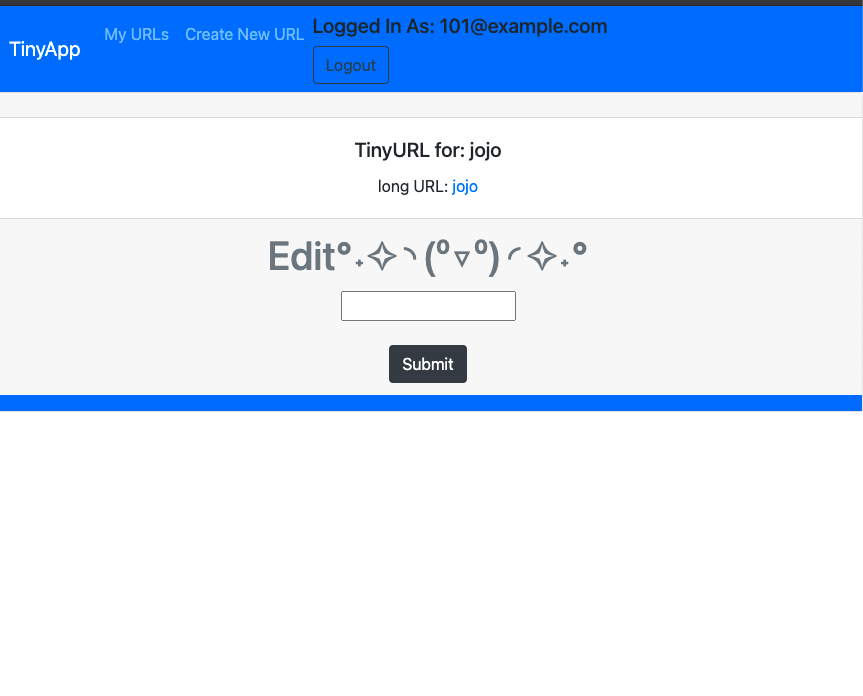 TinyApp
My URLs
Create New URL
Logged In As: 101@example.com
Logout
TinyURL for: jojo
long URL: jojo
Edit°˖✧◝(⁰▿⁰)◜✧˖°
Submit